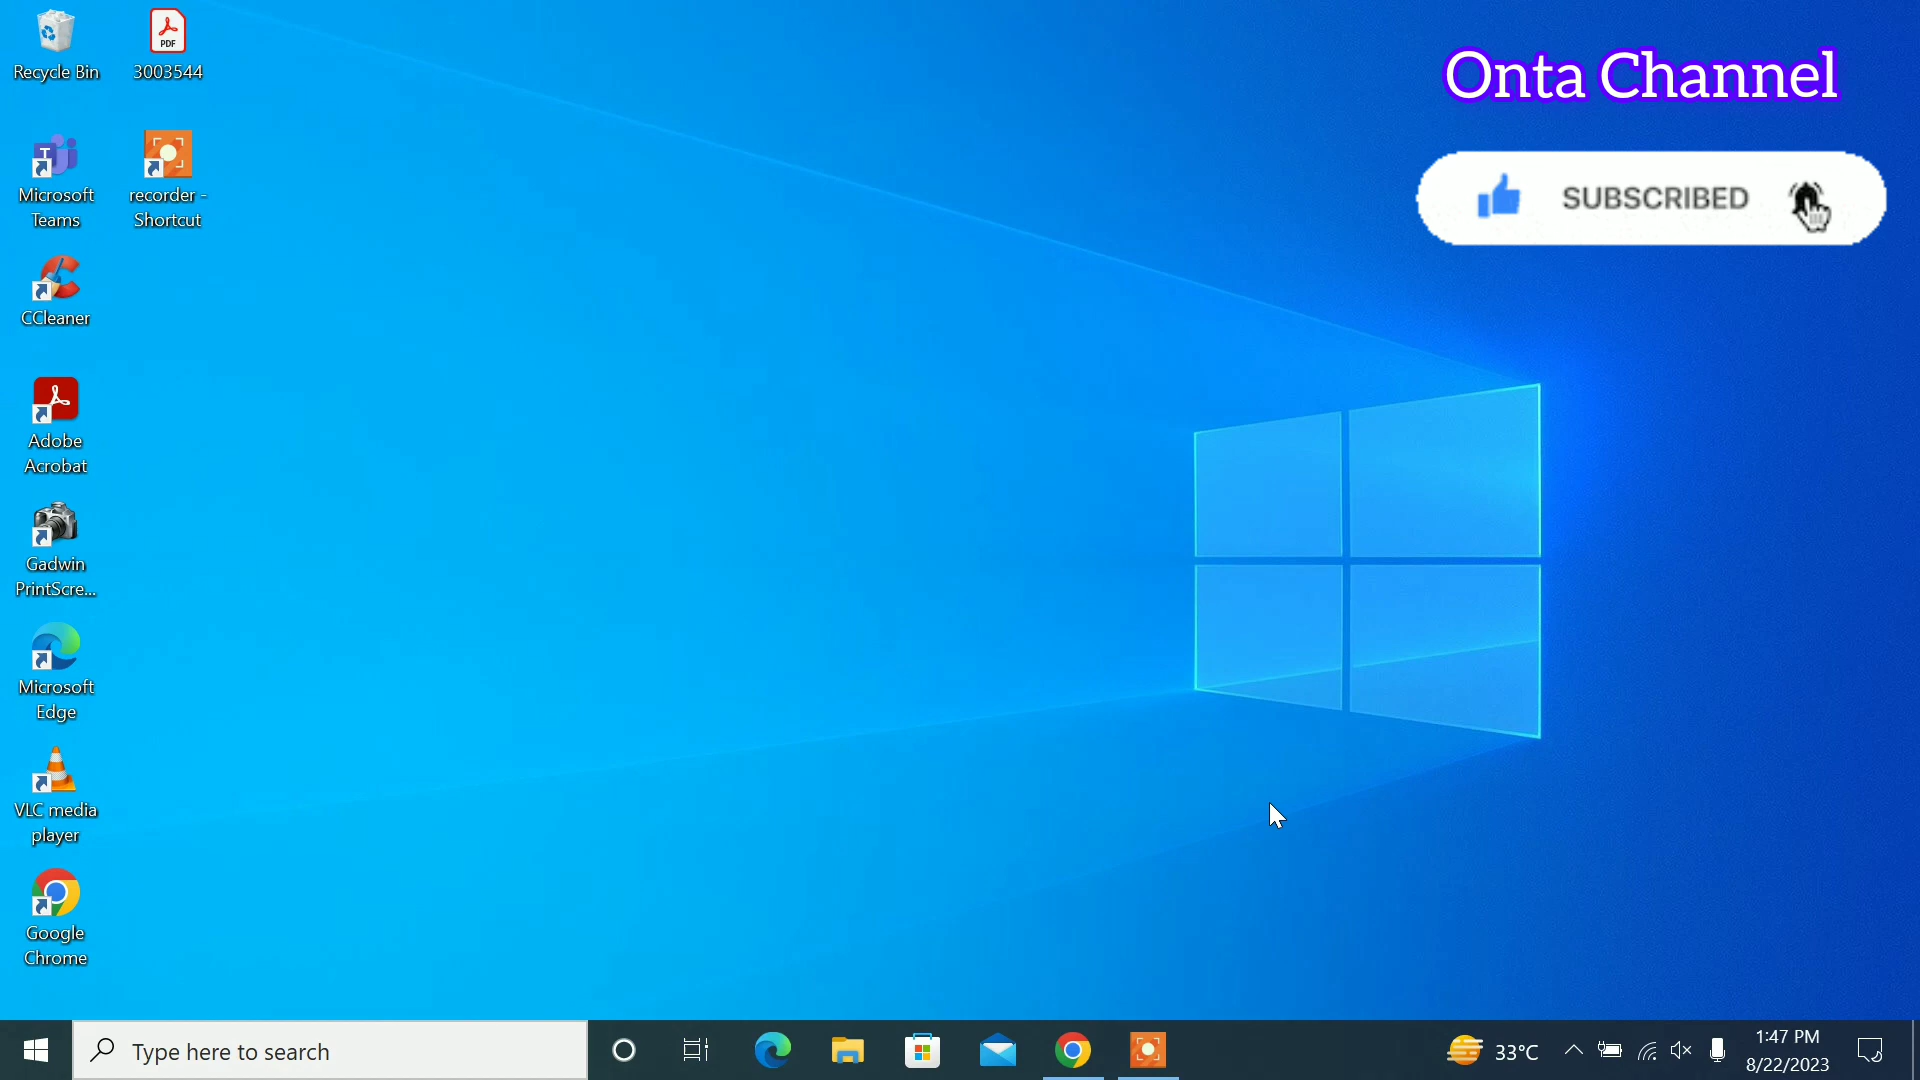 Recycle Bin
PDF
3003544
Onta Channel
SUBSCRIBED
T
Microsoft
Teams
recorder -
Shortcut
CCleaner
Adobe
Acrobat
Gadwin
PrintScre...
Microsoft
Edge
VLC media
player
Google
Chrome
Type here to search
33°C
1:47 PM
8/22/2023